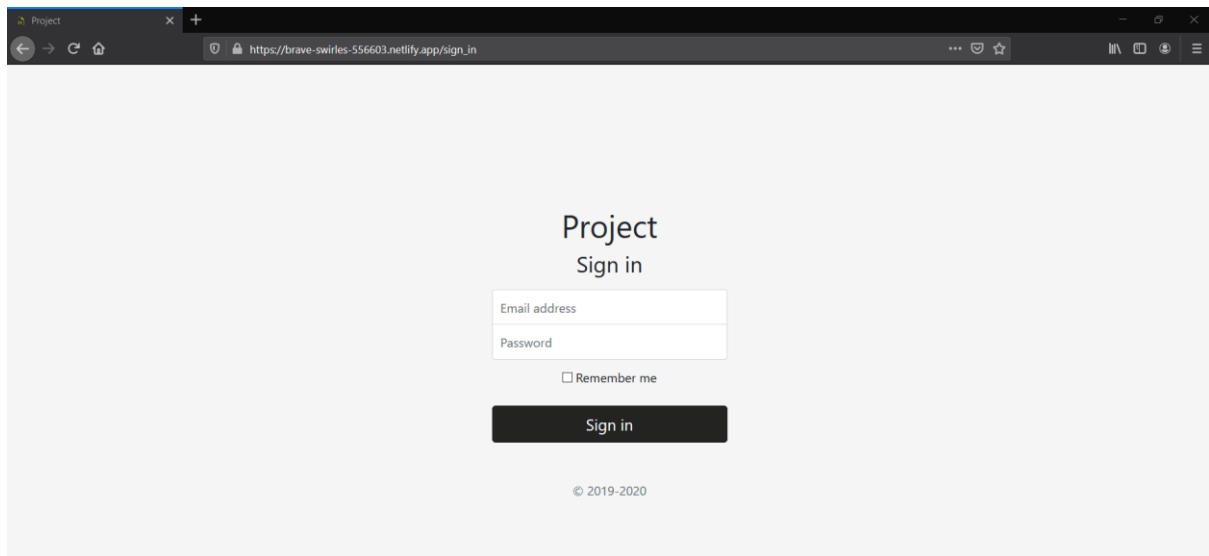 Project
https://brave-swirles-556603.netlify.app/sign_in
Project
Sign in
Email address
Password
Remember me
Sign in
© 2019-2020